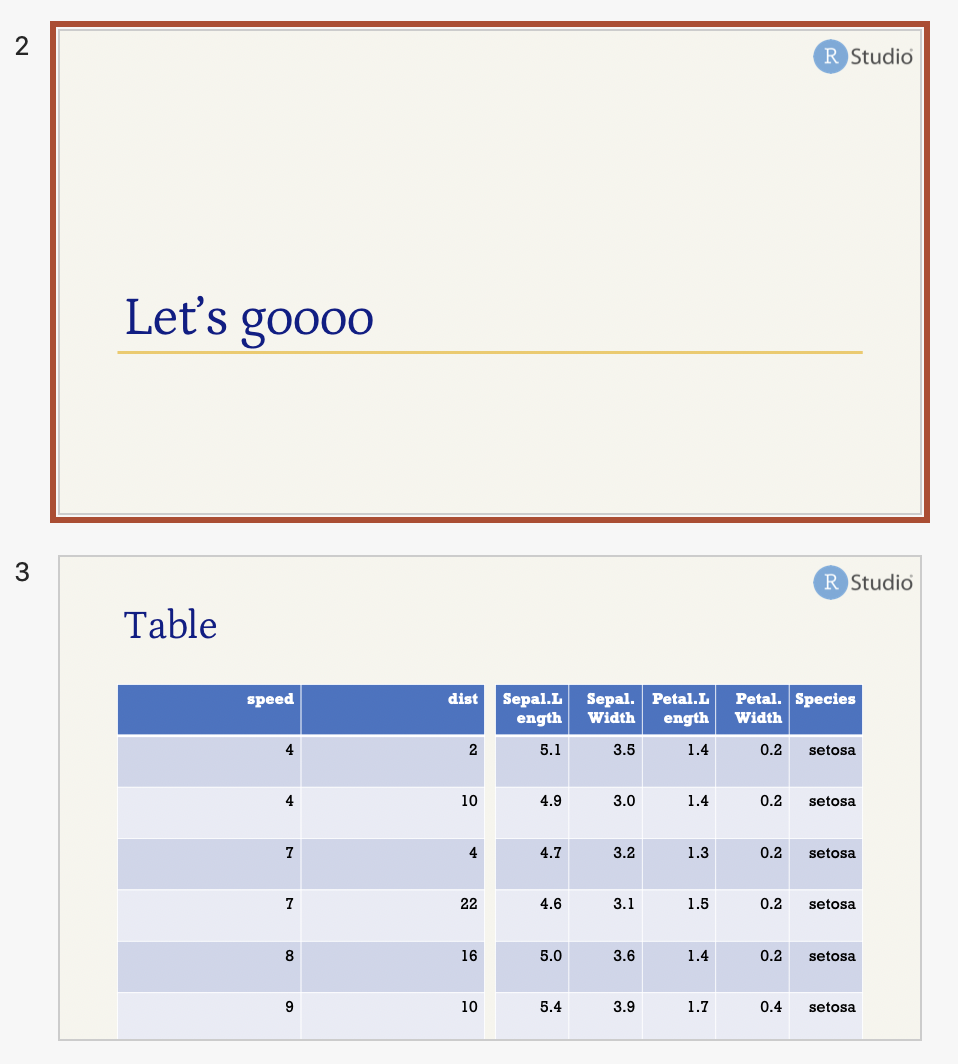 2
R Studio®
Let's goooo
3
R Studio®
Table
speed dist Sepal.L Sepal. Petal.L Petal. Species
ength Width ength Width
4 2 5.1 3.5 1.4 0.2 setosa
4 10 4.9 3.0 1.4 0.2 setosa
7 4 4.7 3.2 1.3 0.2 setosa
7 22 4.6 3.1 1.5 0.2 setosa
8 16 5.0 3.6 1.4 0.2 setosa
9 10 5.4 3.9 1.7 0.4 setosa